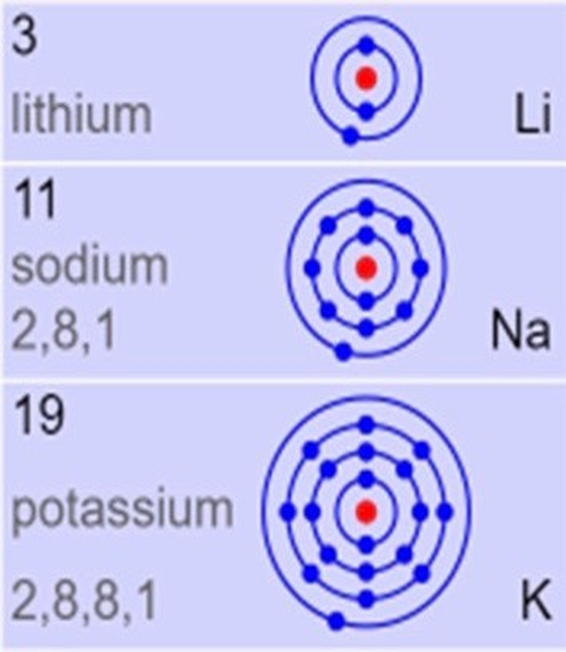 3
lithium
Li
11
sodium
2,8,1
Na
19
potassium
2,8,8,1
K